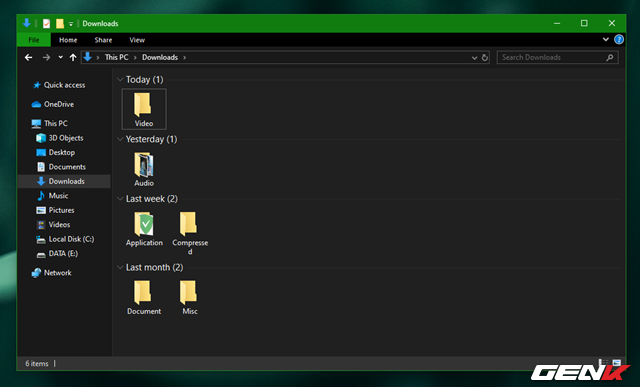 Downloads
File Home Share View
This PC Downloads
Search Downloads
Quick access
OneDrive
This PC
3D Objects
Desktop
Documents
Downloads
Music
Pictures
Videos
Local Disk (C:)
DATA (E:)
Network
Today (1)
Video
Yesterday (1)
Audio
Last week (2)
Application Compresse
d
Last month (2)
Document Misc
6 items
GENK